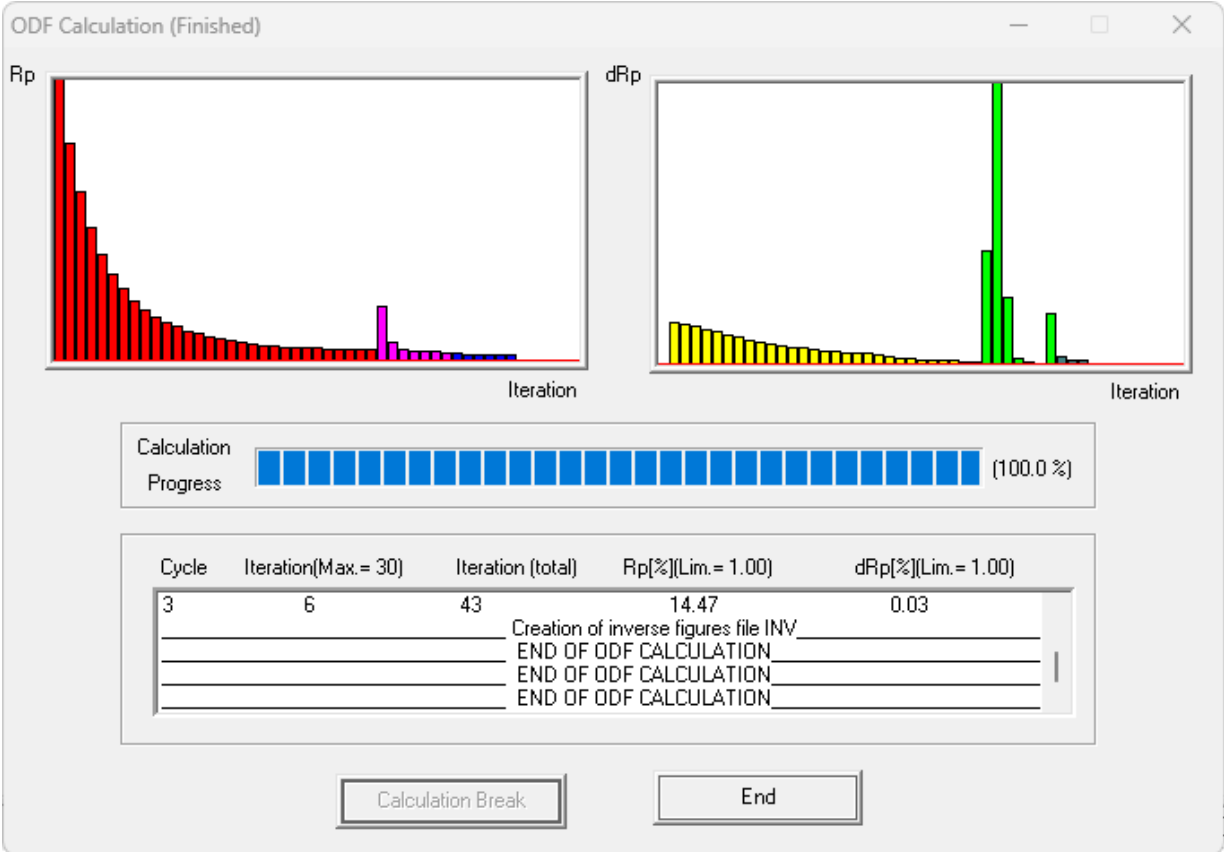 ODF Calculation (Finished)
Rp
dRp
Iteration
Iteration
Calculation
Progress
(100.0 %)
Cycle Iteration(Max.= 30) Iteration (total) Rp[%](Lim.= 1.00) dRp[%](Lim.= 1.00)
3 6 43 14.47 0.03
Creation of inverse figures file INV
END OF ODF CALCULATION
END OF ODF CALCULATION
END OF ODF CALCULATION
Calculation Break
End